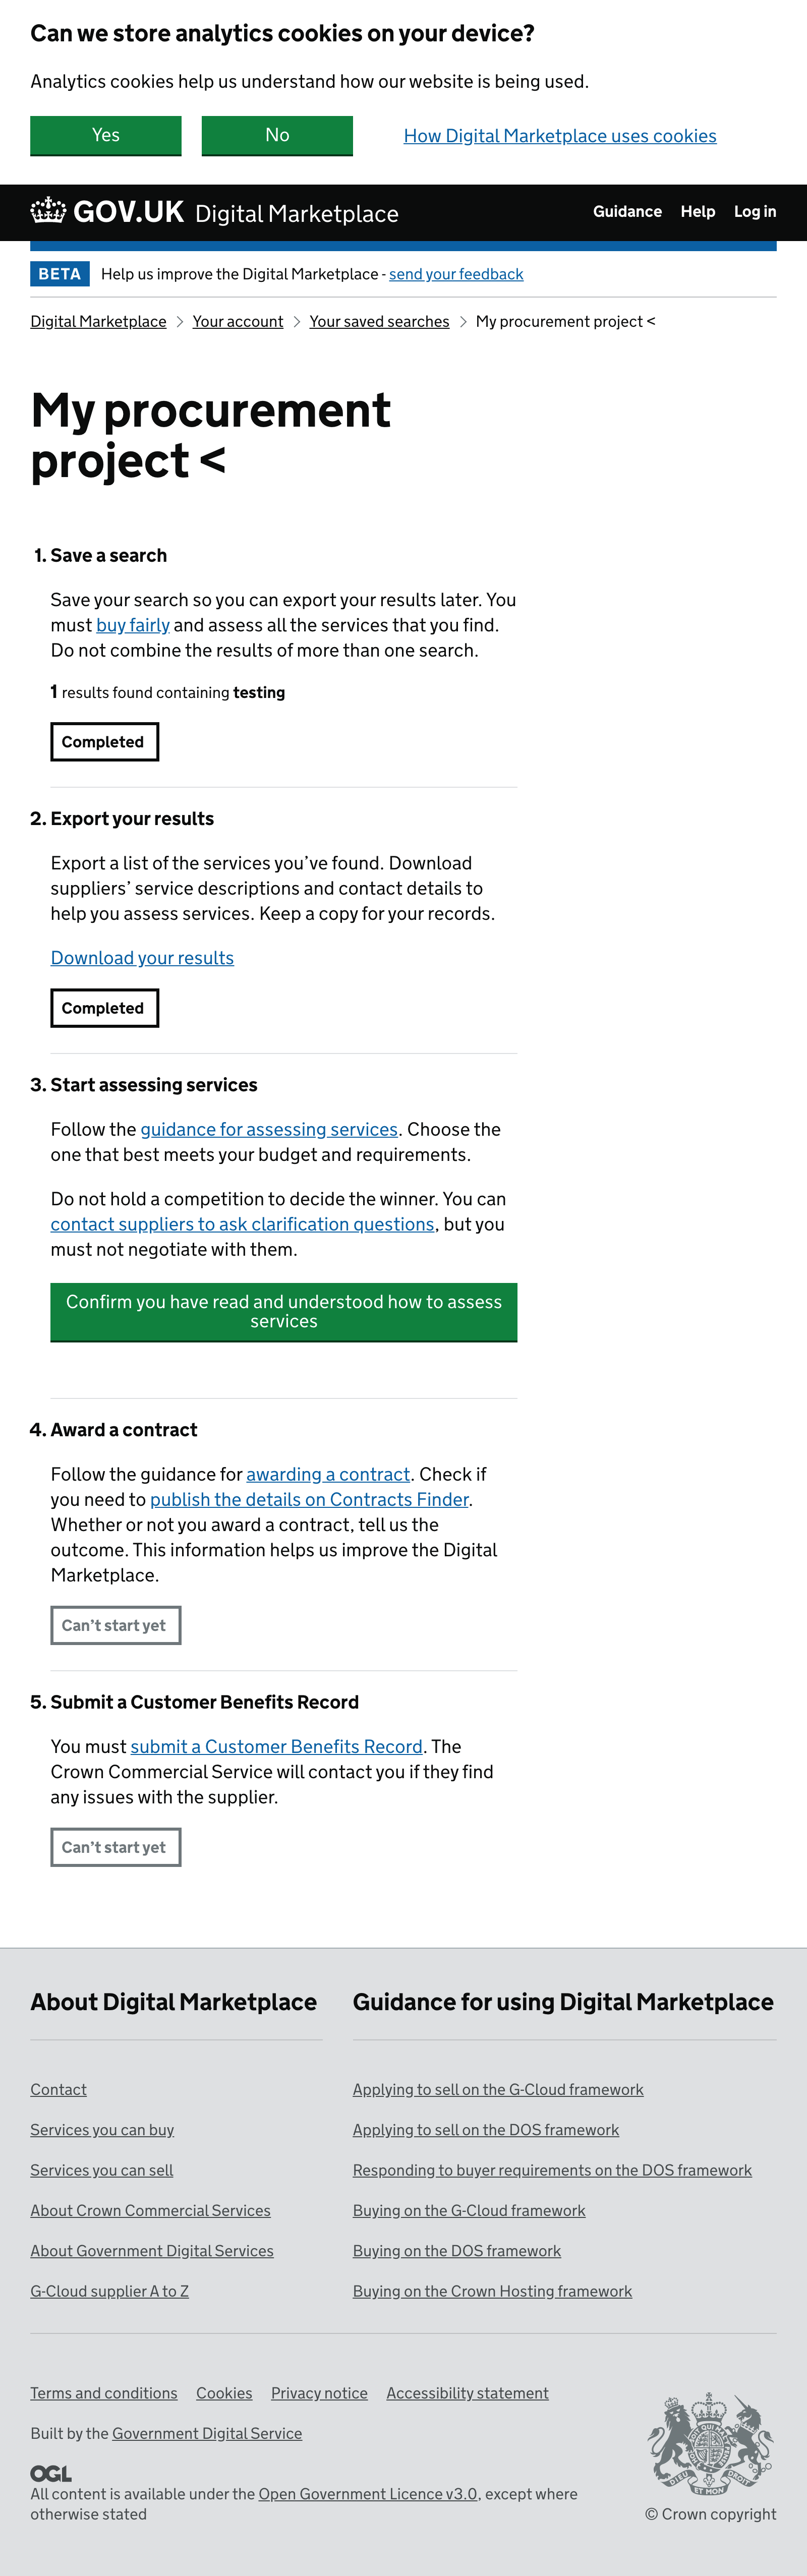 Can we store analytics cookies on your device?
Analytics cookies help us understand how our website is being used.
Yes
No
How Digital Marketplace uses cookies
GOV.UK Digital Marketplace
Guidance
Help
Log in
BETA
Help us improve the Digital Marketplace - send your feedback
Digital Marketplace
Your account
Your saved searches
My procurement project <
My procurement
project <
1. Save a search
Save your search so you can export your results later. You
must buy fairly and assess all the services that you find.
Do not combine the results of more than one search.
1 results found containing testing
Completed
2. Export your results
Export a list of the services you’ve found. Download
suppliers’ service descriptions and contact details to
help you assess services. Keep a copy for your records.
Download your results
Completed
3. Start assessing services
Follow the guidance for assessing services. Choose the
one that best meets your budget and requirements.
Do not hold a competition to decide the winner. You can
contact suppliers to ask clarification questions, but you
must not negotiate with them.
Confirm you have read and understood how to assess
services
4. Award a contract
Follow the guidance for awarding a contract. Check if
you need to publish the details on Contracts Finder.
Whether or not you award a contract, tell us the
outcome. This information helps us improve the Digital
Marketplace.
Can’t start yet
5. Submit a Customer Benefits Record
You must submit a Customer Benefits Record. The
Crown Commercial Service will contact you if they find
any issues with the supplier.
Can’t start yet
About Digital Marketplace
Contact
Services you can buy
Services you can sell
About Crown Commercial Services
About Government Digital Services
G-Cloud supplier A to Z
Guidance for using Digital Marketplace
Applying to sell on the G-Cloud framework
Applying to sell on the DOS framework
Responding to buyer requirements on the DOS framework
Buying on the G-Cloud framework
Buying on the DOS framework
Buying on the Crown Hosting framework
Terms and conditions
Cookies
Privacy notice
Accessibility statement
Built by the Government Digital Service
OGL
All content is available under the Open Government Licence v3.0, except where
otherwise stated
DIEU ET MON DROIT
© Crown copyright